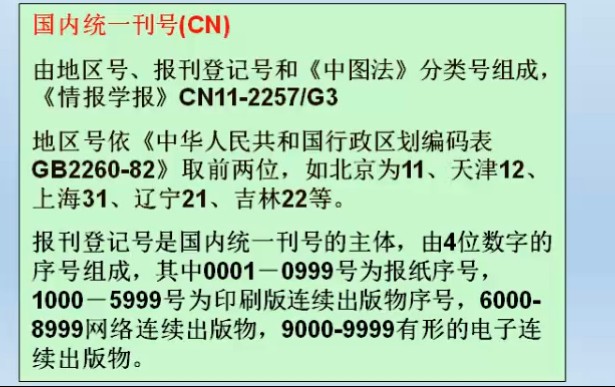 国内统一刊号(CN)
由地区号、报刊登记号和《中图法》分类号组成，
《情报学报》CN11-2257/G3
地区号依《中华人民共和国行政区划编码表
GB2260-82》取前两位，如北京为11、天津12、
上海31、辽宁21、吉林22等。
报刊登记号是国内统一刊号的主体，由4位数字的
序号组成，其中0001－0999号为报纸序号，
1000－5999号为印刷版连续出版物序号，6000-
8999网络连续出版物，9000-9999有形的电子连
续出版物。